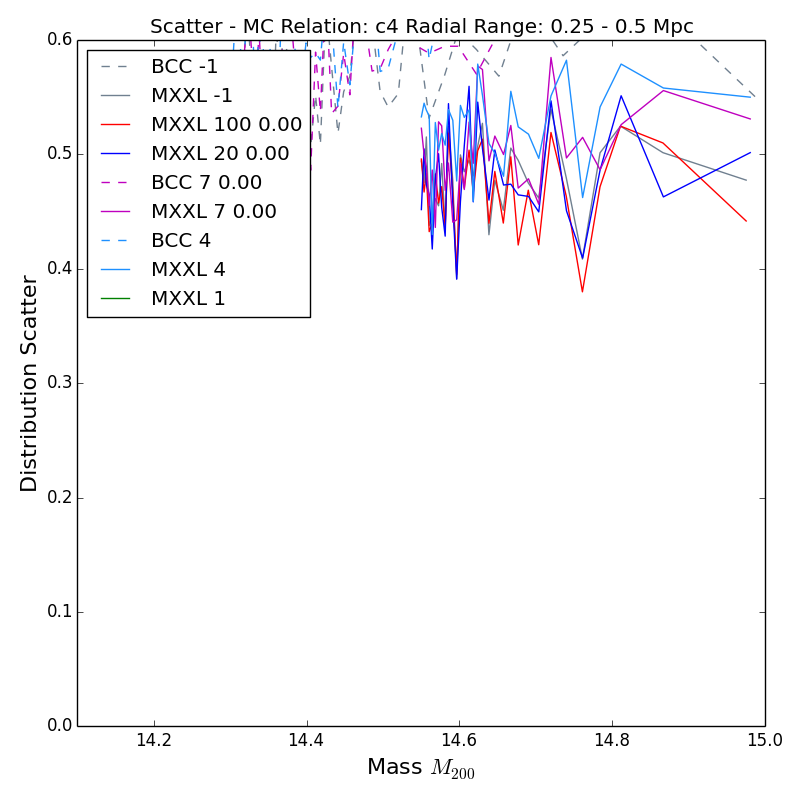 Scatter - MC Relation: c4 Radial Range: 0.25 - 0.5 Mpc
0.6
0.5
0.4
0.3
0.2
0.1
0.0
Distribution Scatter
BCC -1
MXXL -1
MXXL 100 0.00
MXXL 20 0.00
BCC 7 0.00
MXXL 7 0.00
BCC 4
MXXL 4
MXXL 1
14.2 14.4 14.6 14.8 15.0
Mass M200